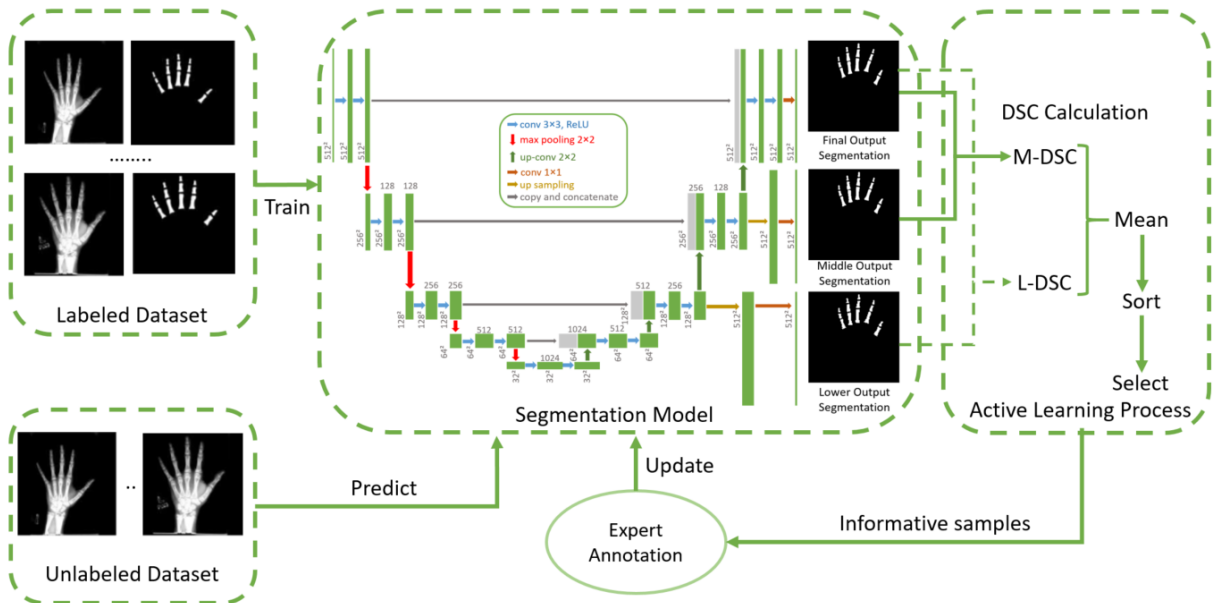 ........
Labeled Dataset
Train
conv 3×3, ReLU
max pooling 2×2
up-conv 2×2
conv 1×1
up sampling
copy and concatenate
512²
512²
512²
512²
512²
512²
512²
128
128
256²
256²
256²
256
128
256²
256²
256²
512²
512²
256
256
128²
128²
128²
512
256
128²
128²
128²
512²
512²
512
512
64²
64²
64²
1024
512
64²
64²
64²
1024
32²
32²
32²
Final Output
Segmentation
Middle Output
Segmentation
Lower Output
Segmentation
Segmentation Model
DSC Calculation
M-DSC
Mean
L-DSC
Sort
Select
Active Learning Process
..
Unlabeled Dataset
Predict
Update
Expert
Annotation
Informative samples